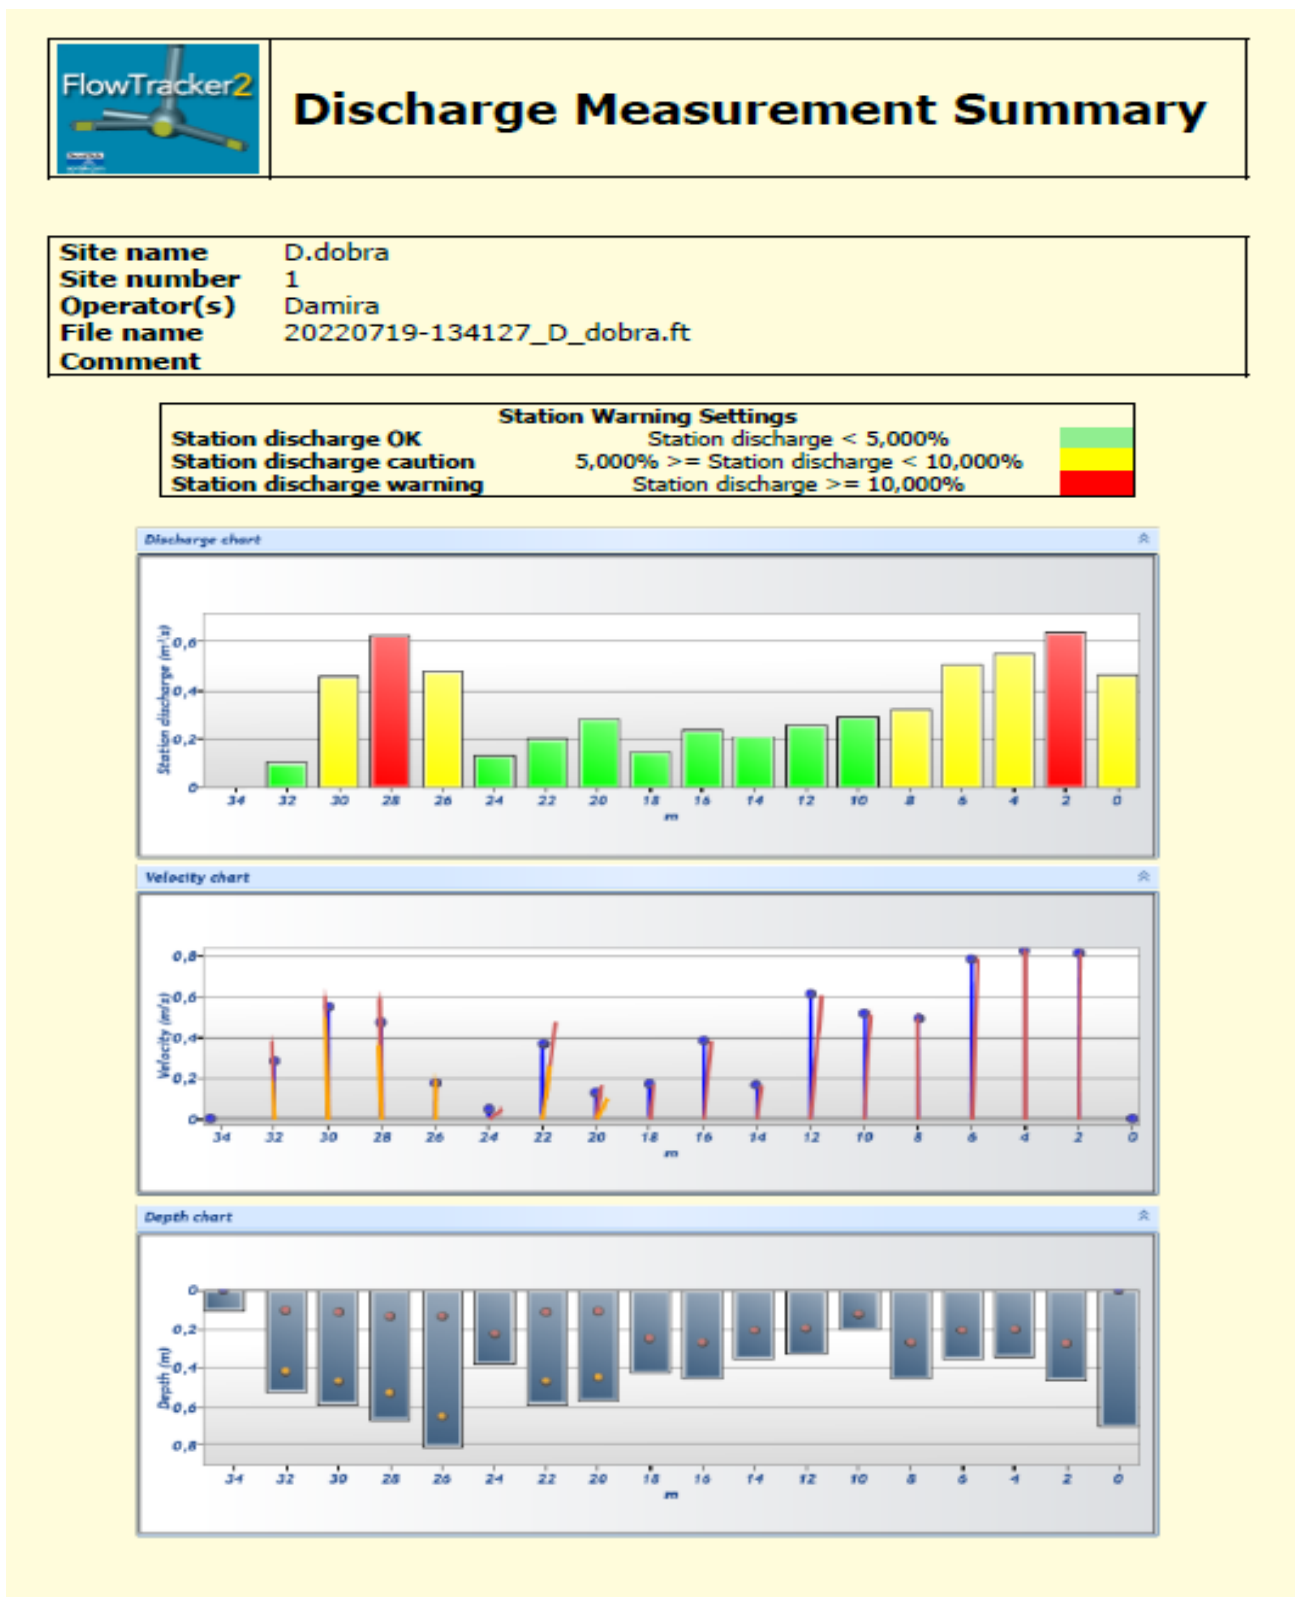 FlowTracker2
Discharge Measurement Summary
Site name D.dobra
Site number 1
Operator(s) Damira
File name 20220719-134127_D_dobra.ft
Comment
Station Warning Settings
Station discharge OK Station discharge < 5,000%
Station discharge caution 5,000% >= Station discharge < 10,000%
Station discharge warning Station discharge >= 10,000%
Discharge chart
Station discharge (m³/s)
0,6
0,4
0,2
0
34 32 30 28 26 24 22 20 18 16 14 12 10 8 6 4 2 0
m
Velocity chart
Velocity (m/s)
0,8
0,6
0,4
0,2
0
34 32 30 28 26 24 22 20 18 16 14 12 10 8 6 4 2 0
m
Depth chart
Depth (m)
0
0,2
0,4
0,6
0,8
34 32 30 28 26 24 22 20 18 16 14 12 10 8 6 4 2 0
m